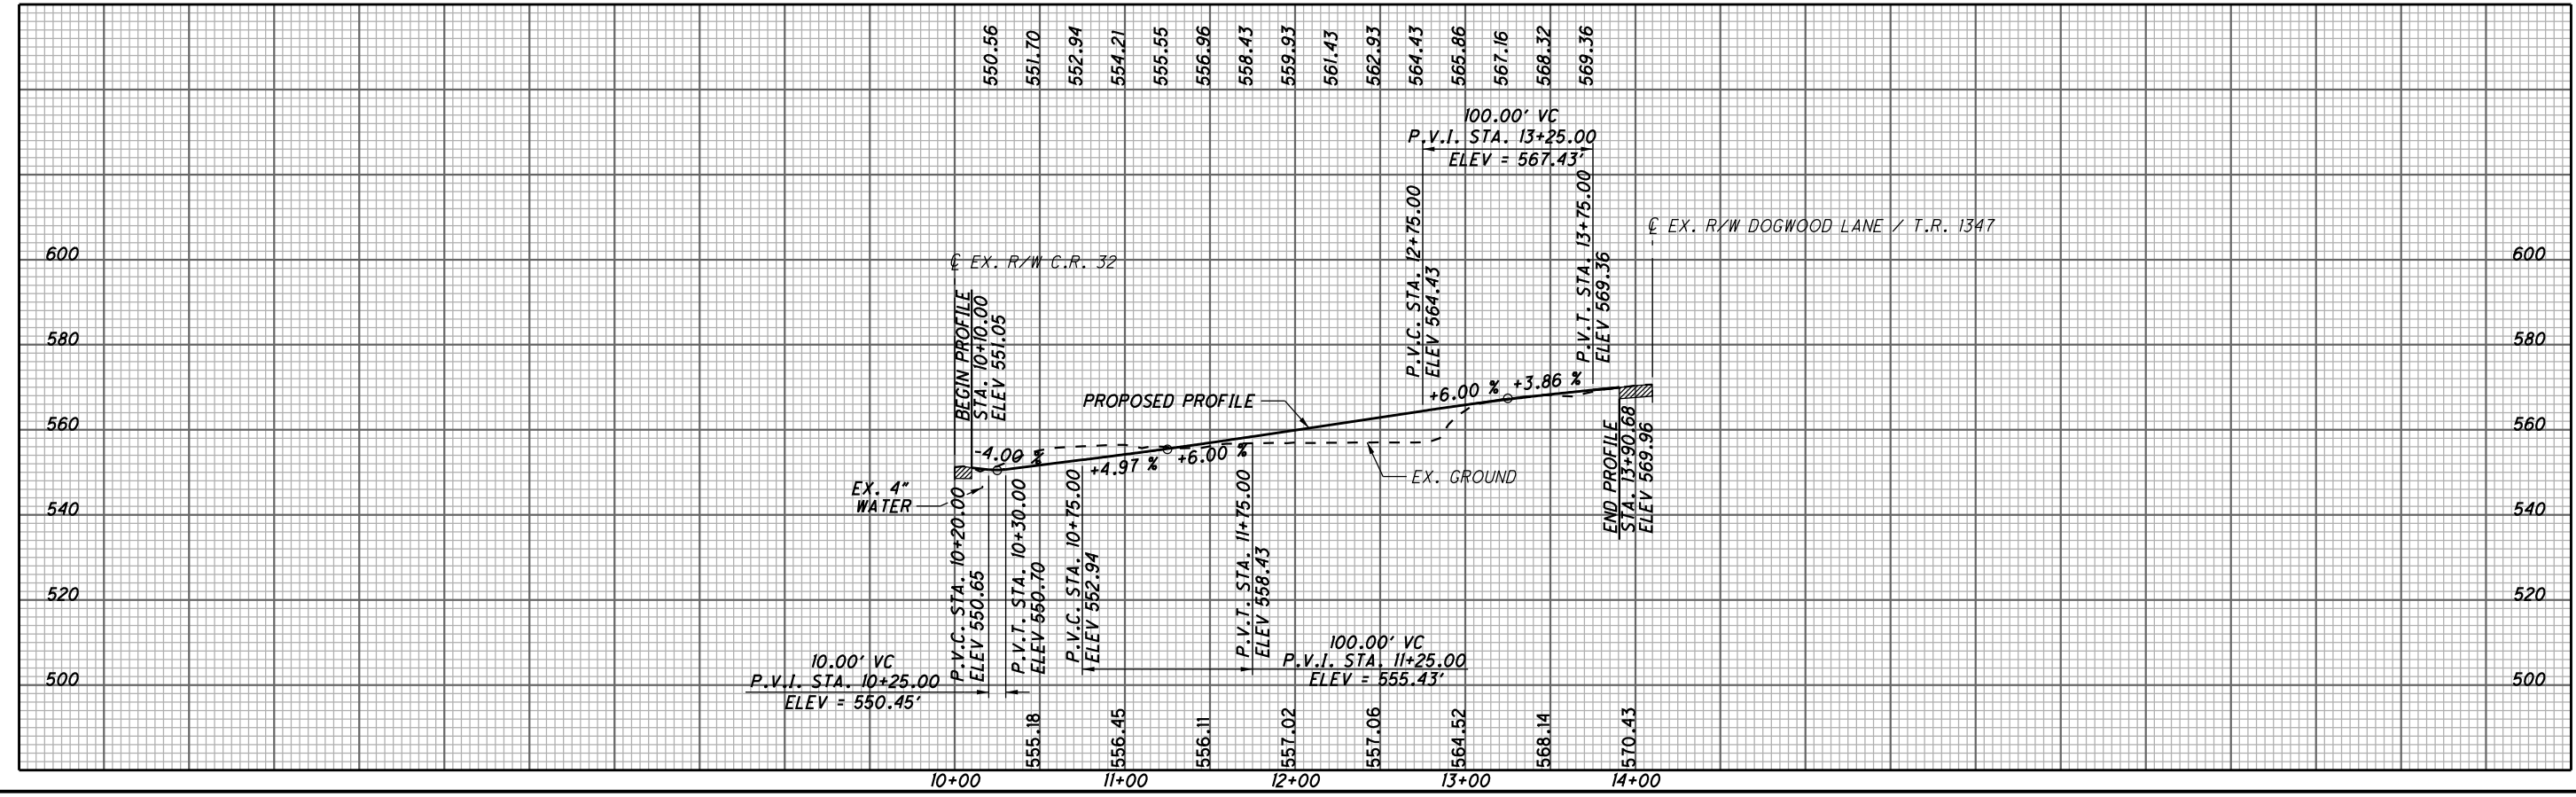 550.56
551.70
552.94
554.21
555.55
556.96
558.43
559.93
561.43
562.93
564.43
565.86
567.16
568.32
569.36
100.00' VC
P.V.I. STA. 13+25.00
ELEV = 567.43'
P.V.C. STA. 12+75.00
ELEV 564.43
P.V.T. STA. 13+75.00
ELEV 569.36
℄ EX. R/W DOGWOOD LANE / T.R. 1347
600
℄ EX. R/W C.R. 32
600
BEGIN PROFILE
STA. 10+10.00
ELEV 551.05
580
580
PROPOSED PROFILE
+6.00 %
+3.86 %
560
560
-4.00 %
+4.97 %
+6.00 %
EX. GROUND
EX. 4"
WATER
END PROFILE
STA. 13+90.68
ELEV 569.96
540
540
P.V.C. STA. 10+20.00
ELEV 550.65
P.V.T. STA. 10+30.00
ELEV 550.70
P.V.C. STA. 10+75.00
ELEV 552.94
P.V.T. STA. 11+75.00
ELEV 558.43
520
520
10.00' VC
P.V.I. STA. 10+25.00
ELEV = 550.45'
100.00' VC
P.V.I. STA. 11+25.00
ELEV = 555.43'
500
500
555.18
556.45
556.11
557.02
557.06
564.52
568.14
570.43
10+00
11+00
12+00
13+00
14+00